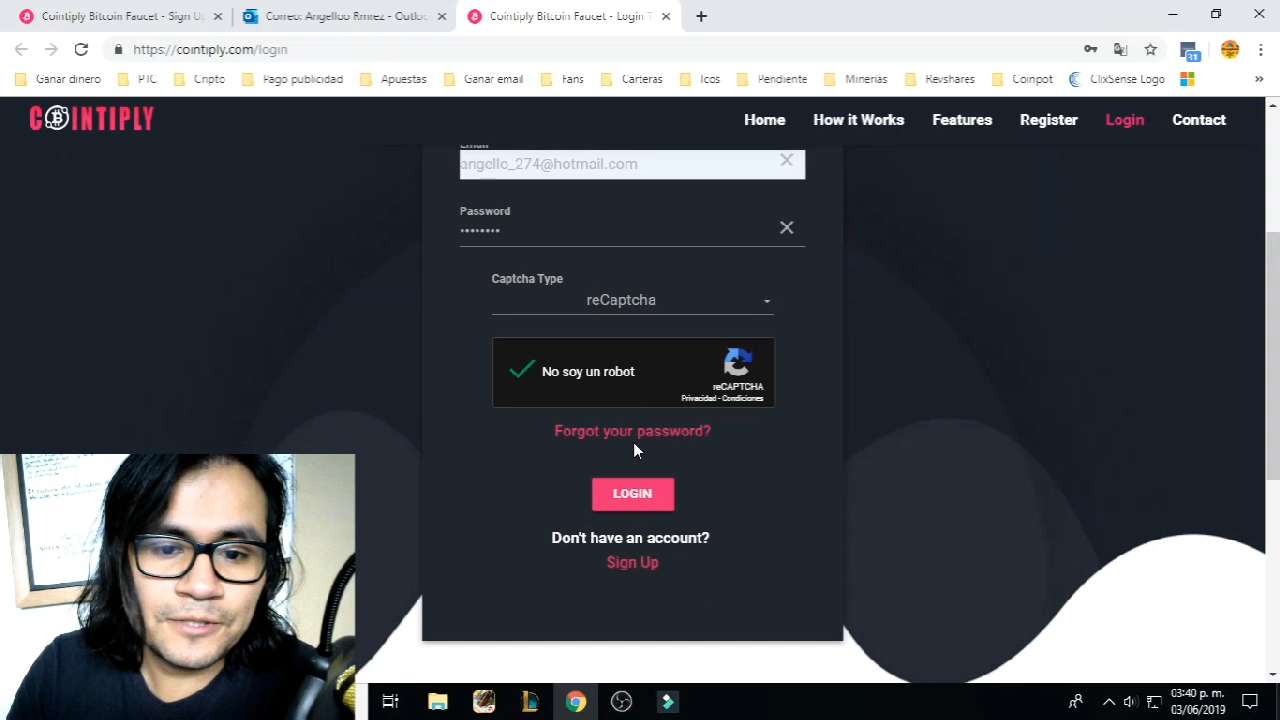 Cointiply Bitcoin Faucet - Sign Up
Correo: Angelloo Rmrez - Outloo
Cointiply Bitcoin Faucet - Login T
https://cointiply.com/login
31
Ganar dinero
PTC
Cripto
Pago publicidad
Apuestas
Ganar email
Fans
Carteras
Icos
Pendiente
Minerias
Revshares
Coinpot
ClixSense Logo
»
COINTIPLY
Home
How it Works
Features
Register
Login
Contact
Email
angello_274@hotmail.com
Password
••••••••
Captcha Type
reCaptcha
No soy un robot
reCAPTCHA
Privacidad - Condiciones
Forgot your password?
LOGIN
Don't have an account?
Sign Up
03:40 p. m.
03/06/2019